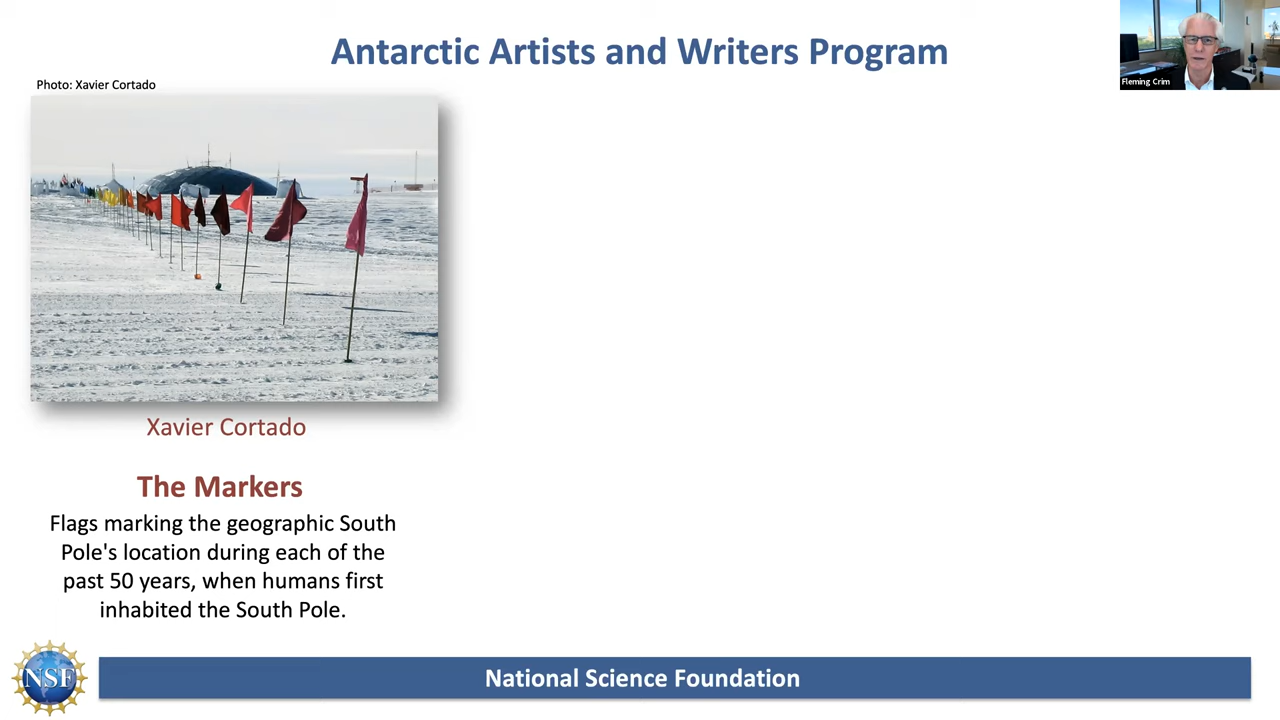 Antarctic Artists and Writers Program
Fleming Crim
Photo: Xavier Cortado
Xavier Cortado
The Markers
Flags marking the geographic South
Pole's location during each of the
past 50 years, when humans first
inhabited the South Pole.
NSF
National Science Foundation